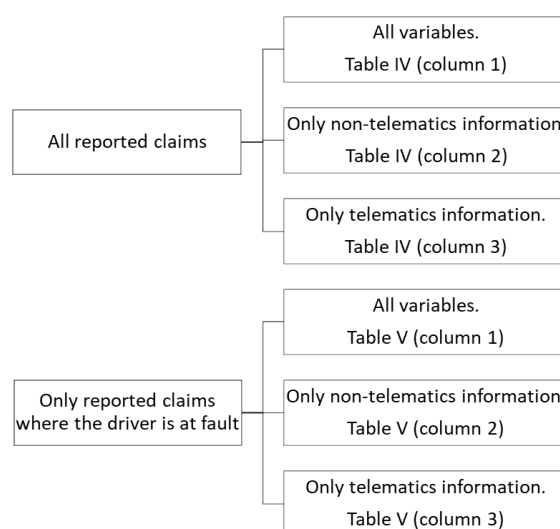 All variables.
Table IV (column 1)
All reported claims
Only non-telematics information
Table IV (column 2)
Only telematics information.
Table IV (column 3)
All variables.
Table V (column 1)
Only reported claims
where the driver is at fault
Only non-telematics information
Table V (column 2)
Only telematics information.
Table V (column 3)